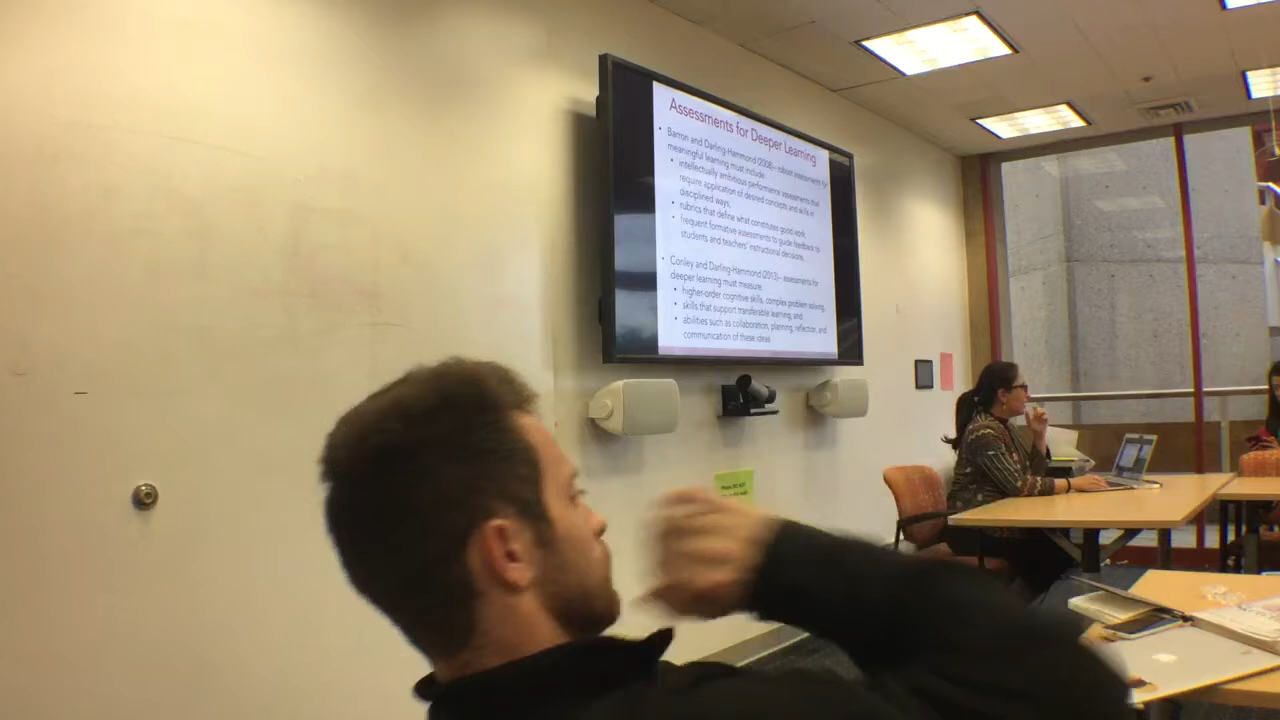 Assessments for Deeper Learning
• Barron and Darling-Hammond (2008)– robust assessments for
meaningful learning must include:
• intellectually ambitious performance assessments that
require application of desired concepts and skills in
disciplined ways,
• rubrics that define what constitutes good work,
• frequent formative assessments to guide feedback to
students and teachers' instructional decisions.
• Conley and Darling-Hammond (2013)– assessments for
deeper learning must measure:
• higher-order cognitive skills, complex problem solving,
• skills that support transferable learning, and
• abilities such as collaboration, planning, reflection, and
communication of these ideas